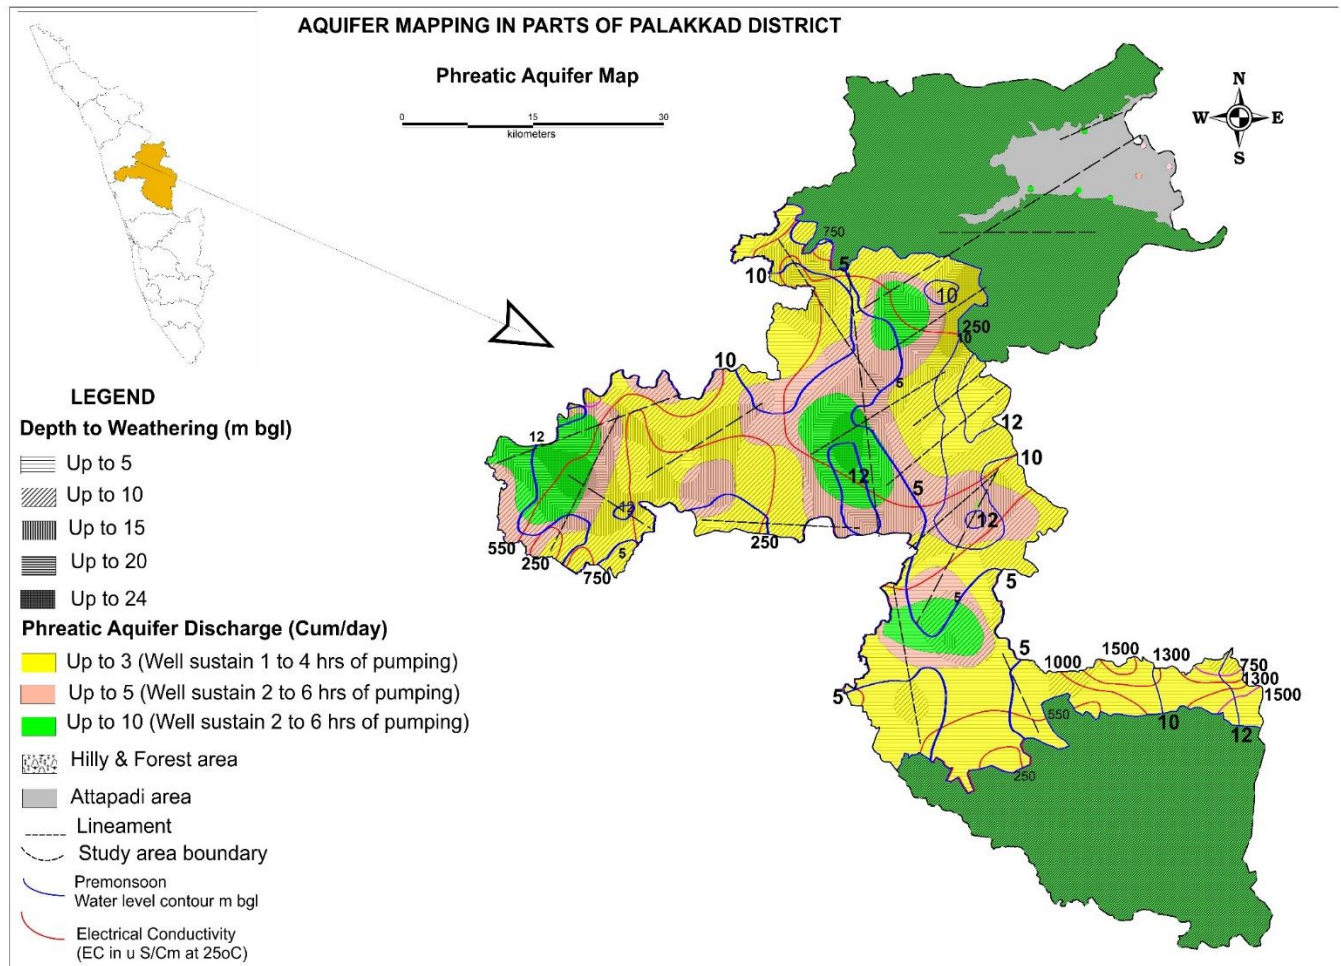 AQUIFER MAPPING IN PARTS OF PALAKKAD DISTRICT
Phreatic Aquifer Map
0 15 30
kilometers
N
W E
S
750
5
10
10
250
10
10
5
12
12
10
12
5
12
12
550
250
750
5
250
5
5
5
1000 1500 1300 750
1300
1500
5
550
10
12
250
LEGEND
Depth to Weathering (m bgl)
Up to 5
Up to 10
Up to 15
Up to 20
Up to 24
Phreatic Aquifer Discharge (Cum/day)
Up to 3 (Well sustain 1 to 4 hrs of pumping)
Up to 5 (Well sustain 2 to 6 hrs of pumping)
Up to 10 (Well sustain 2 to 6 hrs of pumping)
Hilly & Forest area
Attapadi area
Lineament
Study area boundary
Premonsoon
Water level contour m bgl
Electrical Conductivity
(EC in u S/Cm at 25oC)